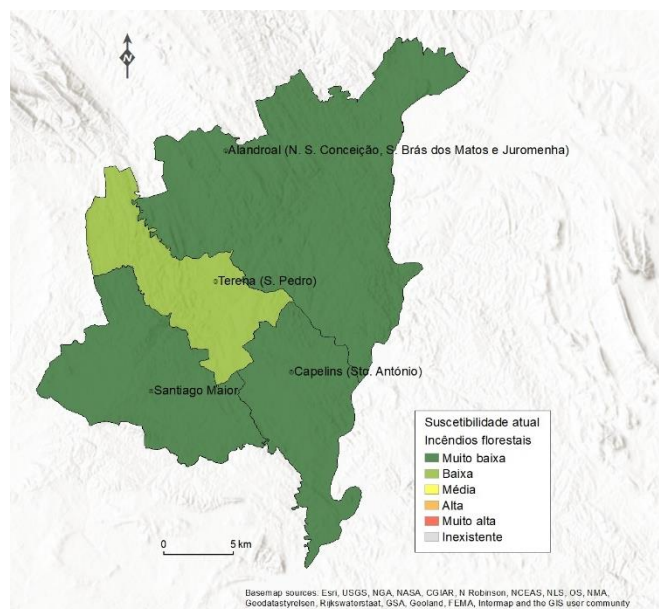 N
Alandroal (N. S. Conceição, S. Brás dos Matos e Juromenha)
Terena (S. Pedro)
Capelins (Sto. António)
Santiago Maior
Suscetibilidade atual
Incêndios florestais
Muito baixa
Baixa
Média
Alta
Muito alta
Inexistente
0 5 km
Basemap sources: Esri, USGS, NGA, NASA, CGIAR, N Robinson, NCEAS, NLS, OS, NMA,
Geodatastyrelsen, Rijkswaterstaat, GSA, Geoland, FEMA, Intermap and the GIS user community